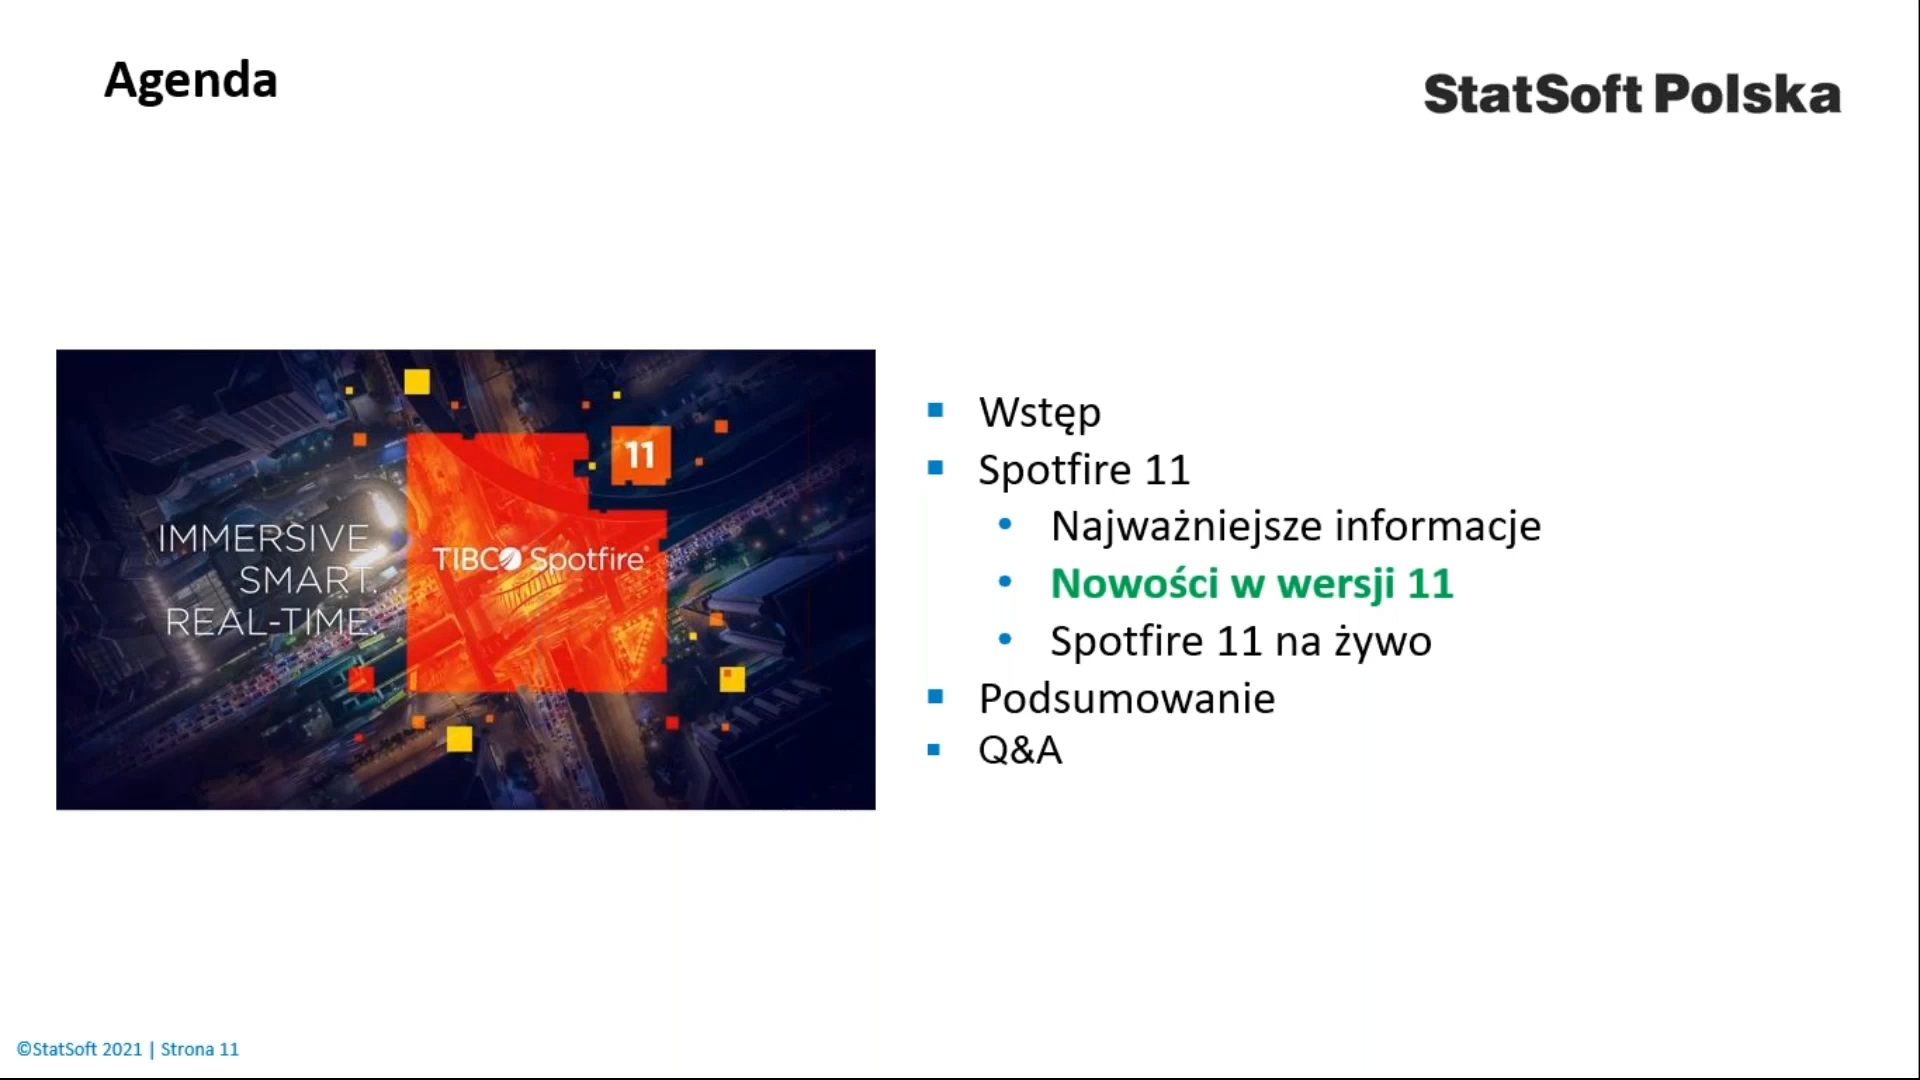 Agenda
StatSoft Polska
IMMERSIVE.
SMART.
REAL-TIME.
TIBCO Spotfire®
11
Wstęp
Spotfire 11
Najważniejsze informacje
Nowości w wersji 11
Spotfire 11 na żywo
Podsumowanie
Q&A
©StatSoft 2021 | Strona 11